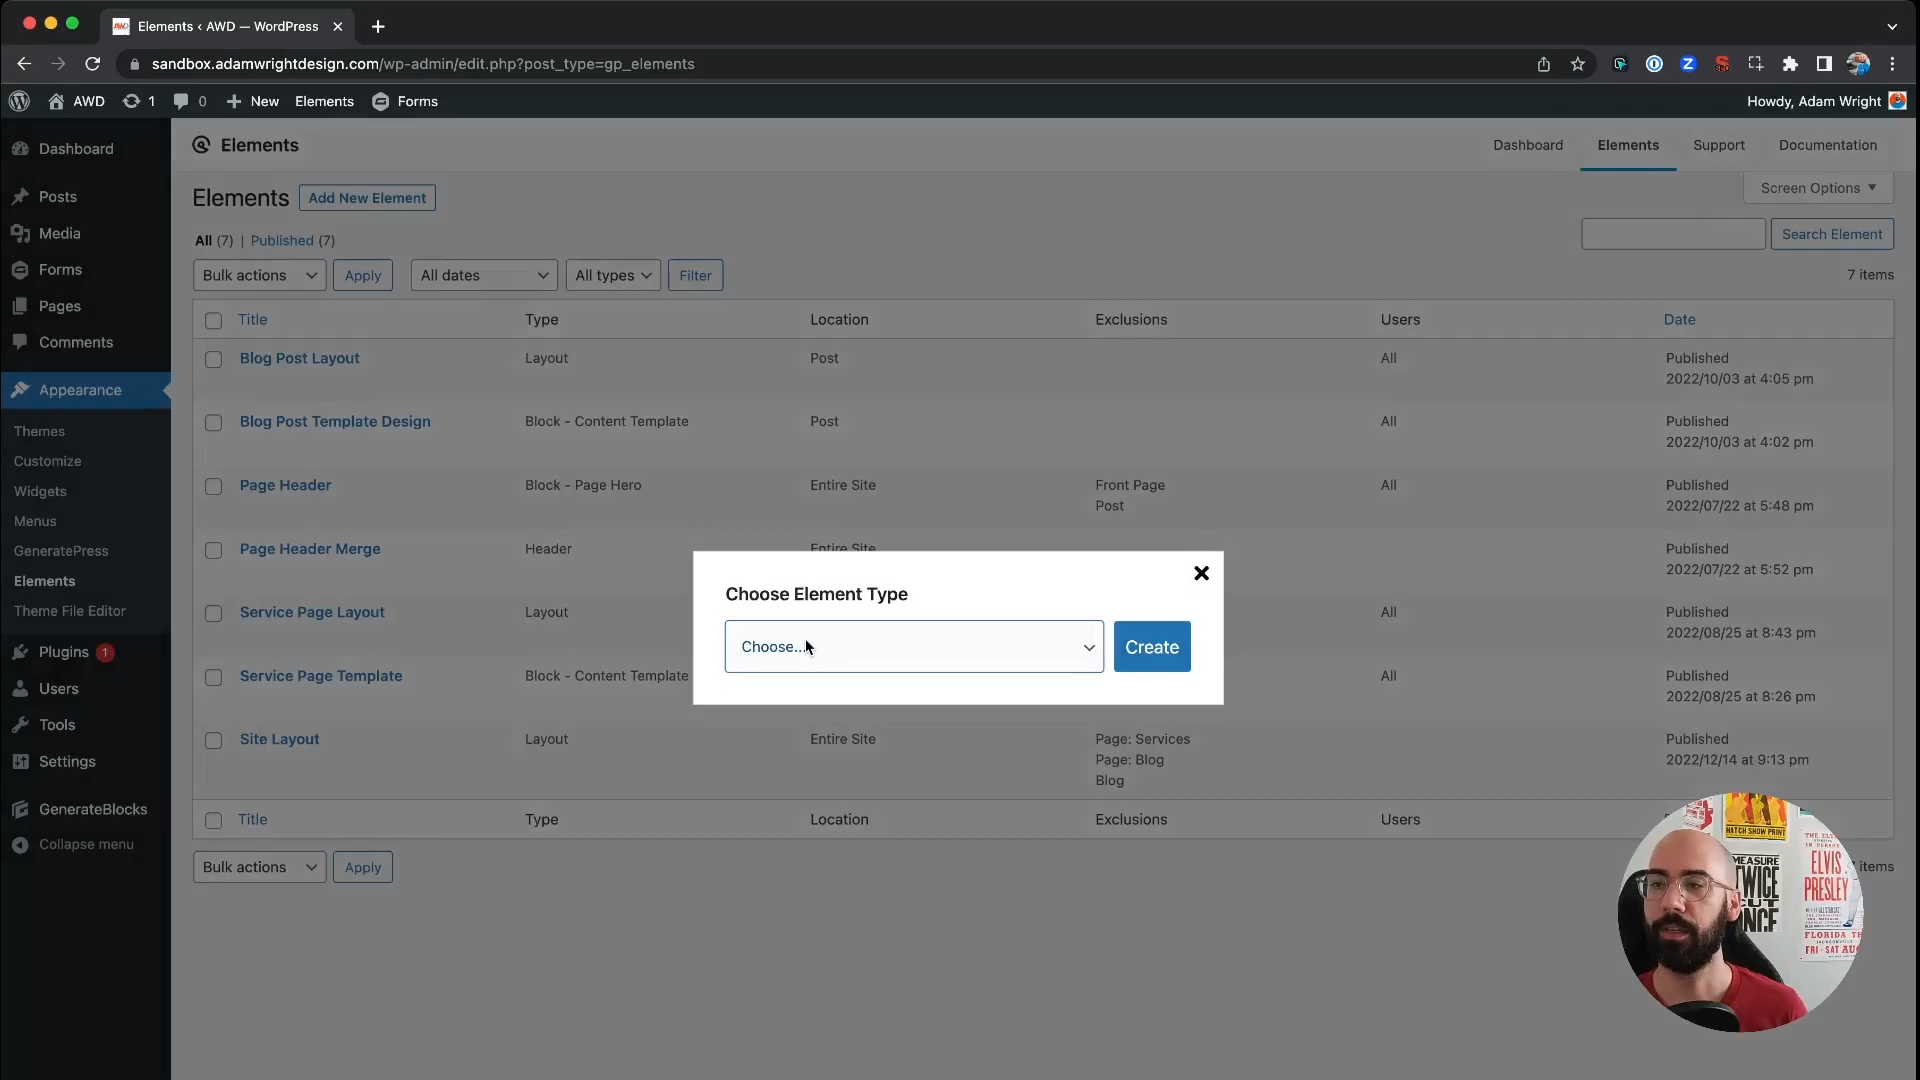 Elements ‹ AWD — WordPress
sandbox.adamwrightdesign.com/wp-admin/edit.php?post_type=gp_elements
AWD 1 0 New Elements Forms
Howdy, Adam Wright
Dashboard
Posts
Media
Forms
Pages
Comments
Appearance
Themes
Customize
Widgets
Menus
GeneratePress
Elements
Theme File Editor
Plugins 1
Users
Tools
Settings
GenerateBlocks
Collapse menu
Elements
Dashboard Elements Support Documentation
Elements Add New Element
Screen Options
All (7) | Published (7)
Search Element
Bulk actions Apply All dates All types Filter
7 items
Title Type Location Exclusions Users Date
Blog Post Layout Layout Post All Published
2022/10/03 at 4:05 pm
Blog Post Template Design Block - Content Template Post All Published
2022/10/03 at 4:02 pm
Page Header Block - Page Hero Entire Site Front Page All Published
Post 2022/07/22 at 5:48 pm
Page Header Merge Header Entire Site Published
2022/07/22 at 5:52 pm
Service Page Layout Layout All Published
2022/08/25 at 8:43 pm
Service Page Template Block - Content Template All Published
2022/08/25 at 8:26 pm
Site Layout Layout Entire Site Page: Services Published
Page: Blog 2022/12/14 at 9:13 pm
Blog
Title Type Location Exclusions Users
Bulk actions Apply
items
Choose Element Type
Choose...
Create
HATCH SHOW PRINT
MEASURE
TWICE
CUT
ONCE
IN PERSON
ELVIS
PRESLEY
FLORIDA
JACKSONVILLE
FRI · SAT